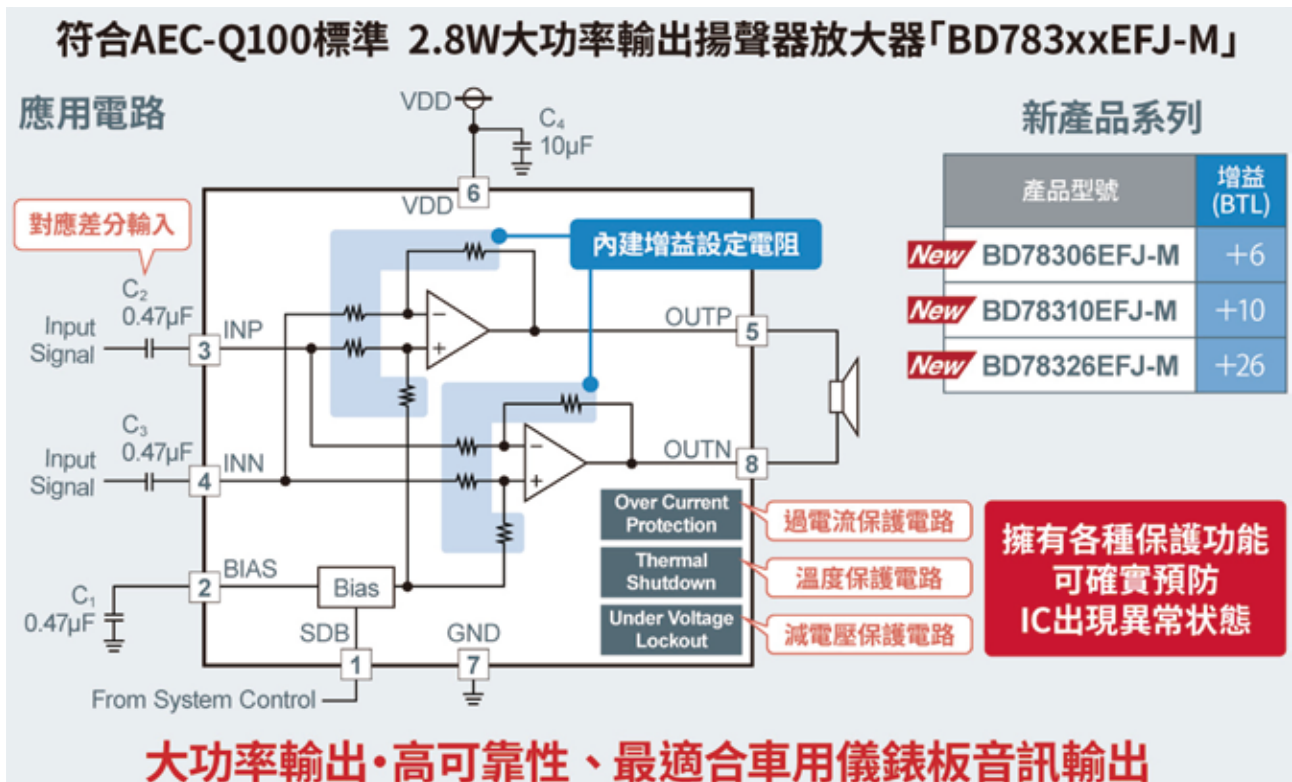 符合AEC-Q100標準 2.8W大功率輸出揚聲器放大器「BD783xxEFJ-M」
應用電路
VDD
C₄
10μF
6
VDD
對應差分輸入
內建增益設定電阻
C₂
0.47μF
Input
Signal
3
INP
OUTP
5
C₃
0.47μF
Input
Signal
4
INN
OUTN
8
−
+
−
+
2
BIAS
Bias
C₁
0.47μF
SDB
1
GND
7
From System Control
Over Current
Protection
過電流保護電路
Thermal
Shutdown
溫度保護電路
Under Voltage
Lockout
減電壓保護電路
新產品系列
產品型號
增益
(BTL)
New BD78306EFJ-M +6
New BD78310EFJ-M +10
New BD78326EFJ-M +26
擁有各種保護功能
可確實預防
IC出現異常状態
大功率輸出・高可靠性、最適合車用儀錶板音訊輸出